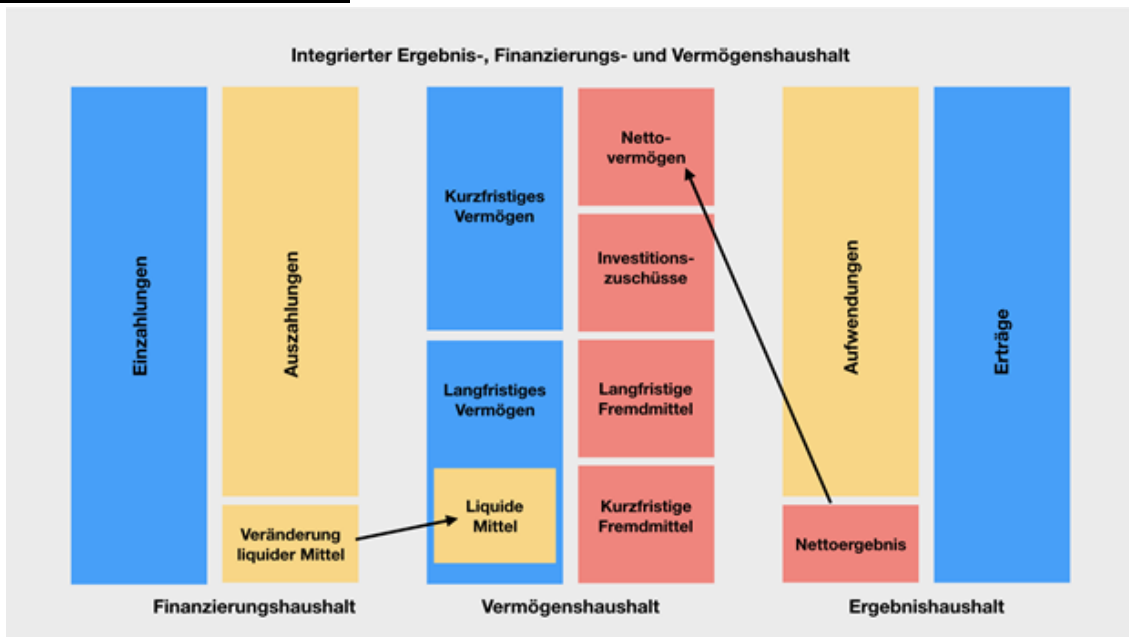 Integrierter Ergebnis-, Finanzierungs- und Vermögenshaushalt
Einzahlungen
Auszahlungen
Veränderung
liquider Mittel
Finanzierungshaushalt
Kurzfristiges
Vermögen
Langfristiges
Vermögen
Liquide
Mittel
Netto-
vermögen
Investitions-
zuschüsse
Langfristige
Fremdmittel
Kurzfristige
Fremdmittel
Vermögenshaushalt
Aufwendungen
Nettoergebnis
Erträge
Ergebnishaushalt